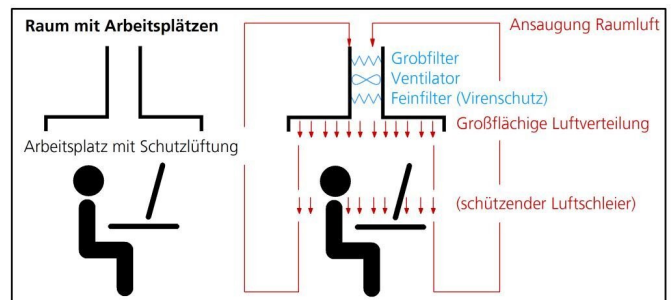 Raum mit Arbeitsplätzen
Ansaugung Raumluft
Grobfilter
Ventilator
Feinfilter (Virenschutz)
Großflächige Luftverteilung
Arbeitsplatz mit Schutzlüftung
(schützender Luftschleier)